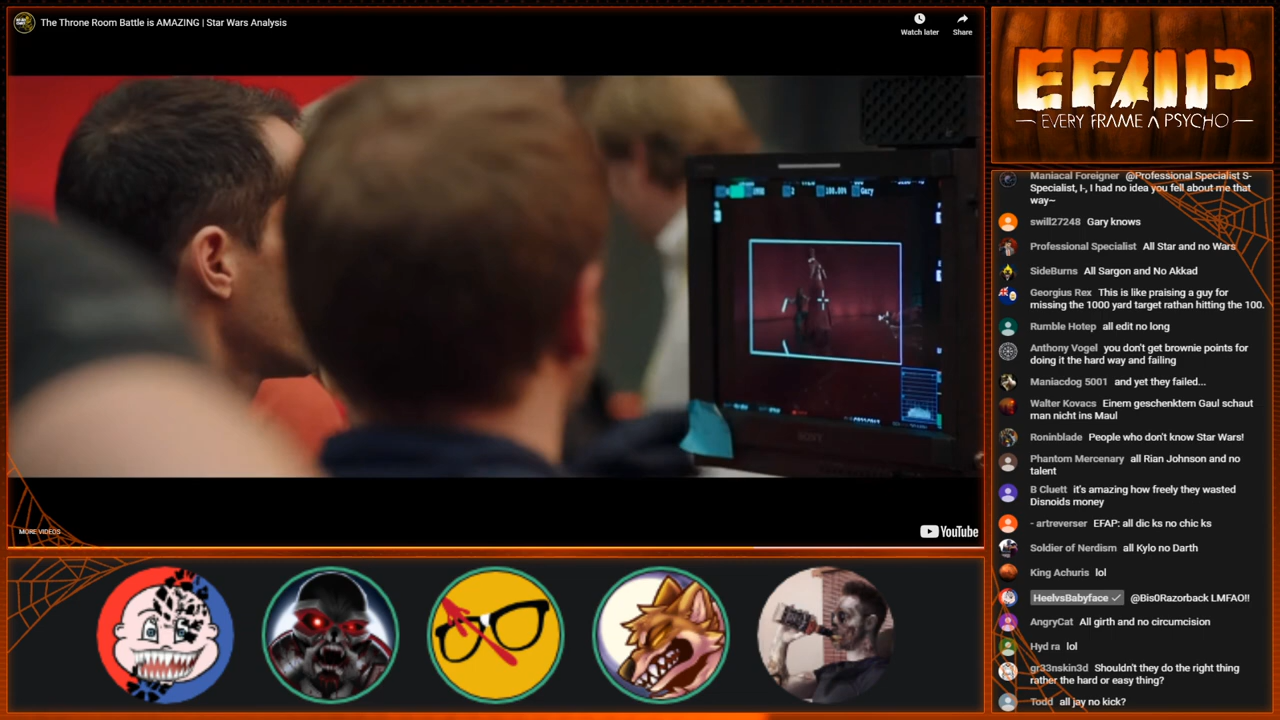 The Throne Room Battle is AMAZING | Star Wars Analysis
Watch later
Share
100.00%
Gary
SONY
MORE VIDEOS
YouTube
EFAP
EVERY FRAME A PSYCHO
Maniacal Foreigner @Professional Specialist S-
Specialist, I-, I had no idea you fell about me that
way~
swill27248 Gary knows
Professional Specialist All Star and no Wars
SideBurns All Sargon and No Akkad
Georgius Rex This is like praising a guy for
missing the 1000 yard target rathan hitting the 100.
Rumble Hotep all edit no long
Anthony Vogel you don't get brownie points for
doing it the hard way and failing
Maniacdog 5001 and yet they failed...
Walter Kovacs Einem geschenktem Gaul schaut
man nicht ins Maul
Roninblade People who don't know Star Wars!
Phantom Mercenary all Rian Johnson and no
talent
B Cluett it's amazing how freely they wasted
Disnoids money
- artreverser EFAP: all dic ks no chic ks
Soldier of Nerdism all Kylo no Darth
King Achuris lol
HeelvsBabyface @Bis0Razorback LMFAO!!
AngryCat All girth and no circumcision
Hyd ra lol
gr33nskin3d Shouldn't they do the right thing
rather the hard or easy thing?
Todd all jay no kick?